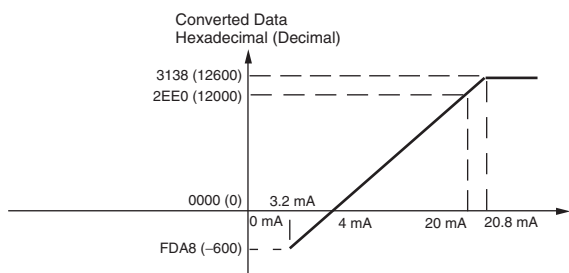 Converted Data
Hexadecimal (Decimal)
3138 (12600)
2EE0 (12000)
0000 (0)
3.2 mA
0 mA
4 mA
20 mA
20.8 mA
FDA8 (–600)